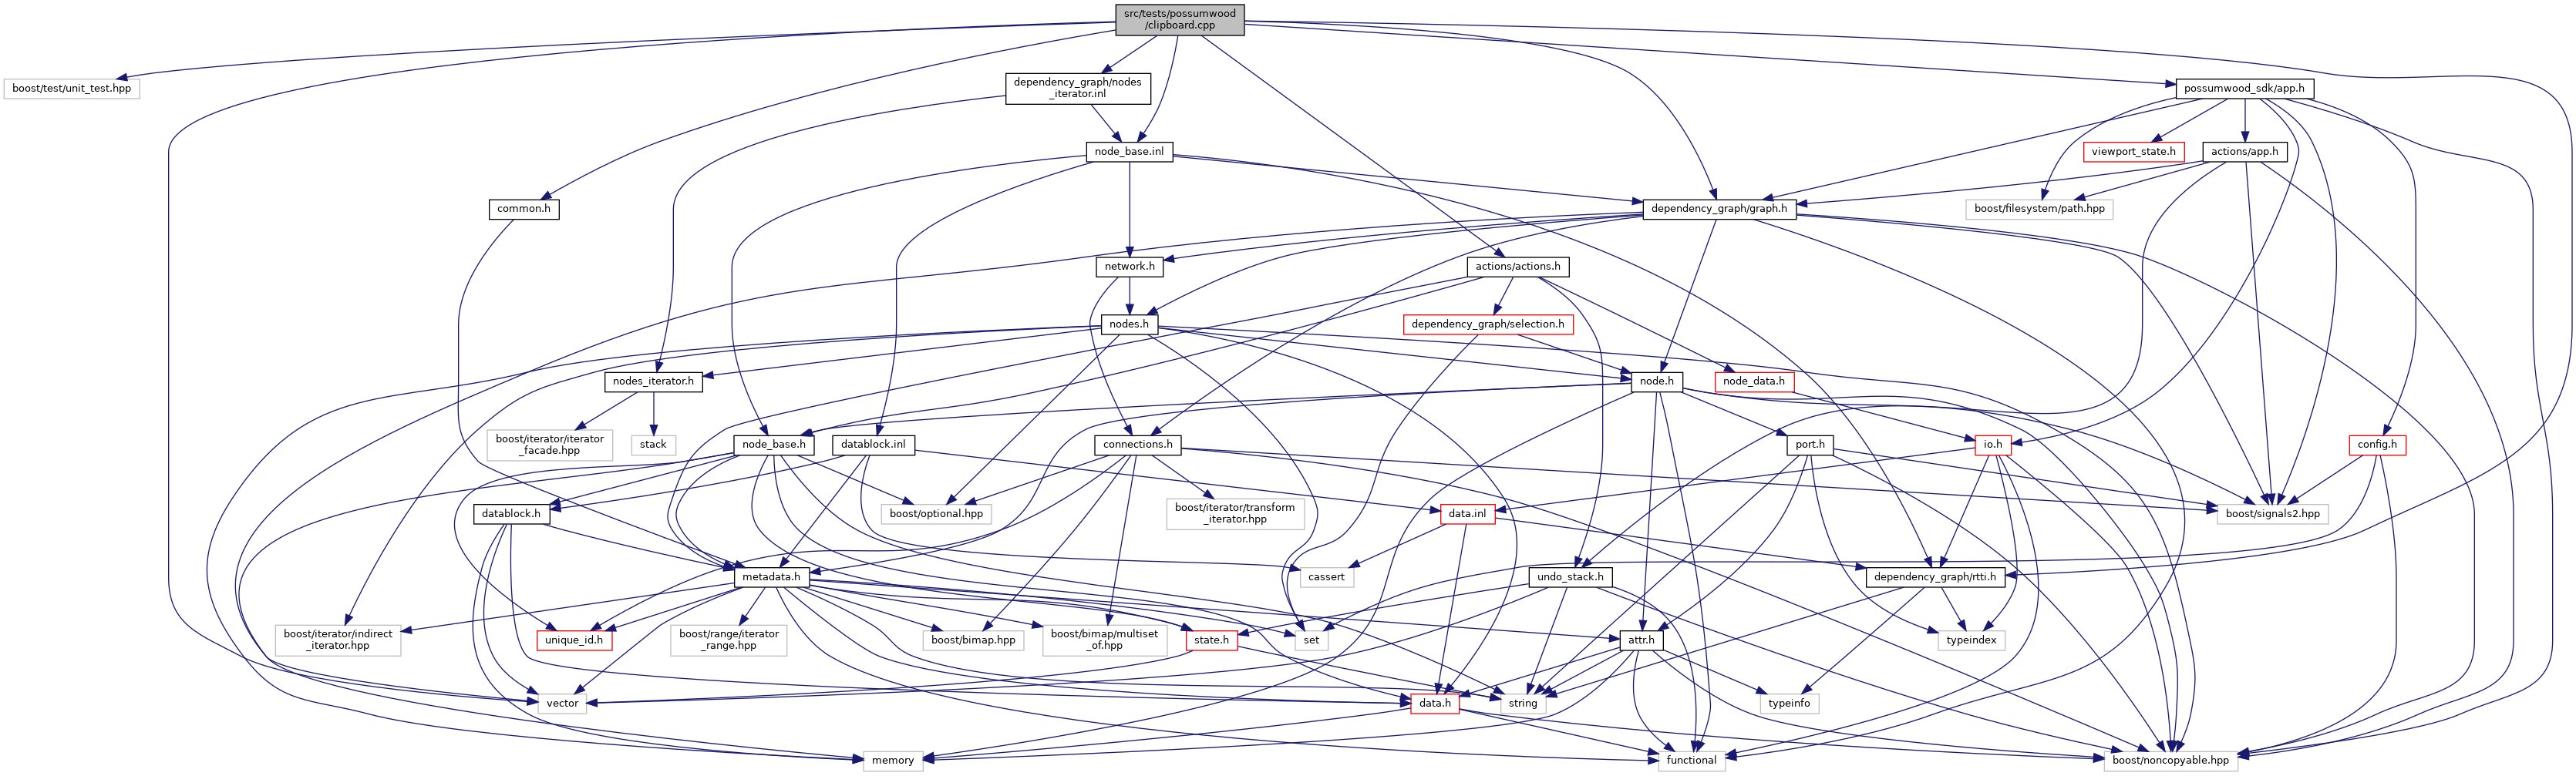 src/tests/possumwood
/clipboard.cpp
boost/test/unit_test.hpp
dependency_graph/nodes
_iterator.inl
possumwood_sdk/app.h
node_base.inl
viewport_state.h
actions/app.h
common.h
dependency_graph/graph.h
boost/filesystem/path.hpp
network.h
actions/actions.h
nodes.h
dependency_graph/selection.h
nodes_iterator.h
node.h
node_data.h
boost/iterator/iterator
_facade.hpp
stack
node_base.h
datablock.inl
connections.h
port.h
io.h
config.h
datablock.h
boost/optional.hpp
boost/iterator/transform
_iterator.hpp
data.inl
boost/signals2.hpp
metadata.h
cassert
undo_stack.h
dependency_graph/rtti.h
boost/iterator/indirect
_iterator.hpp
unique_id.h
boost/range/iterator
_range.hpp
boost/bimap.hpp
boost/bimap/multiset
_of.hpp
state.h
set
attr.h
typeindex
vector
data.h
string
typeinfo
memory
functional
boost/noncopyable.hpp